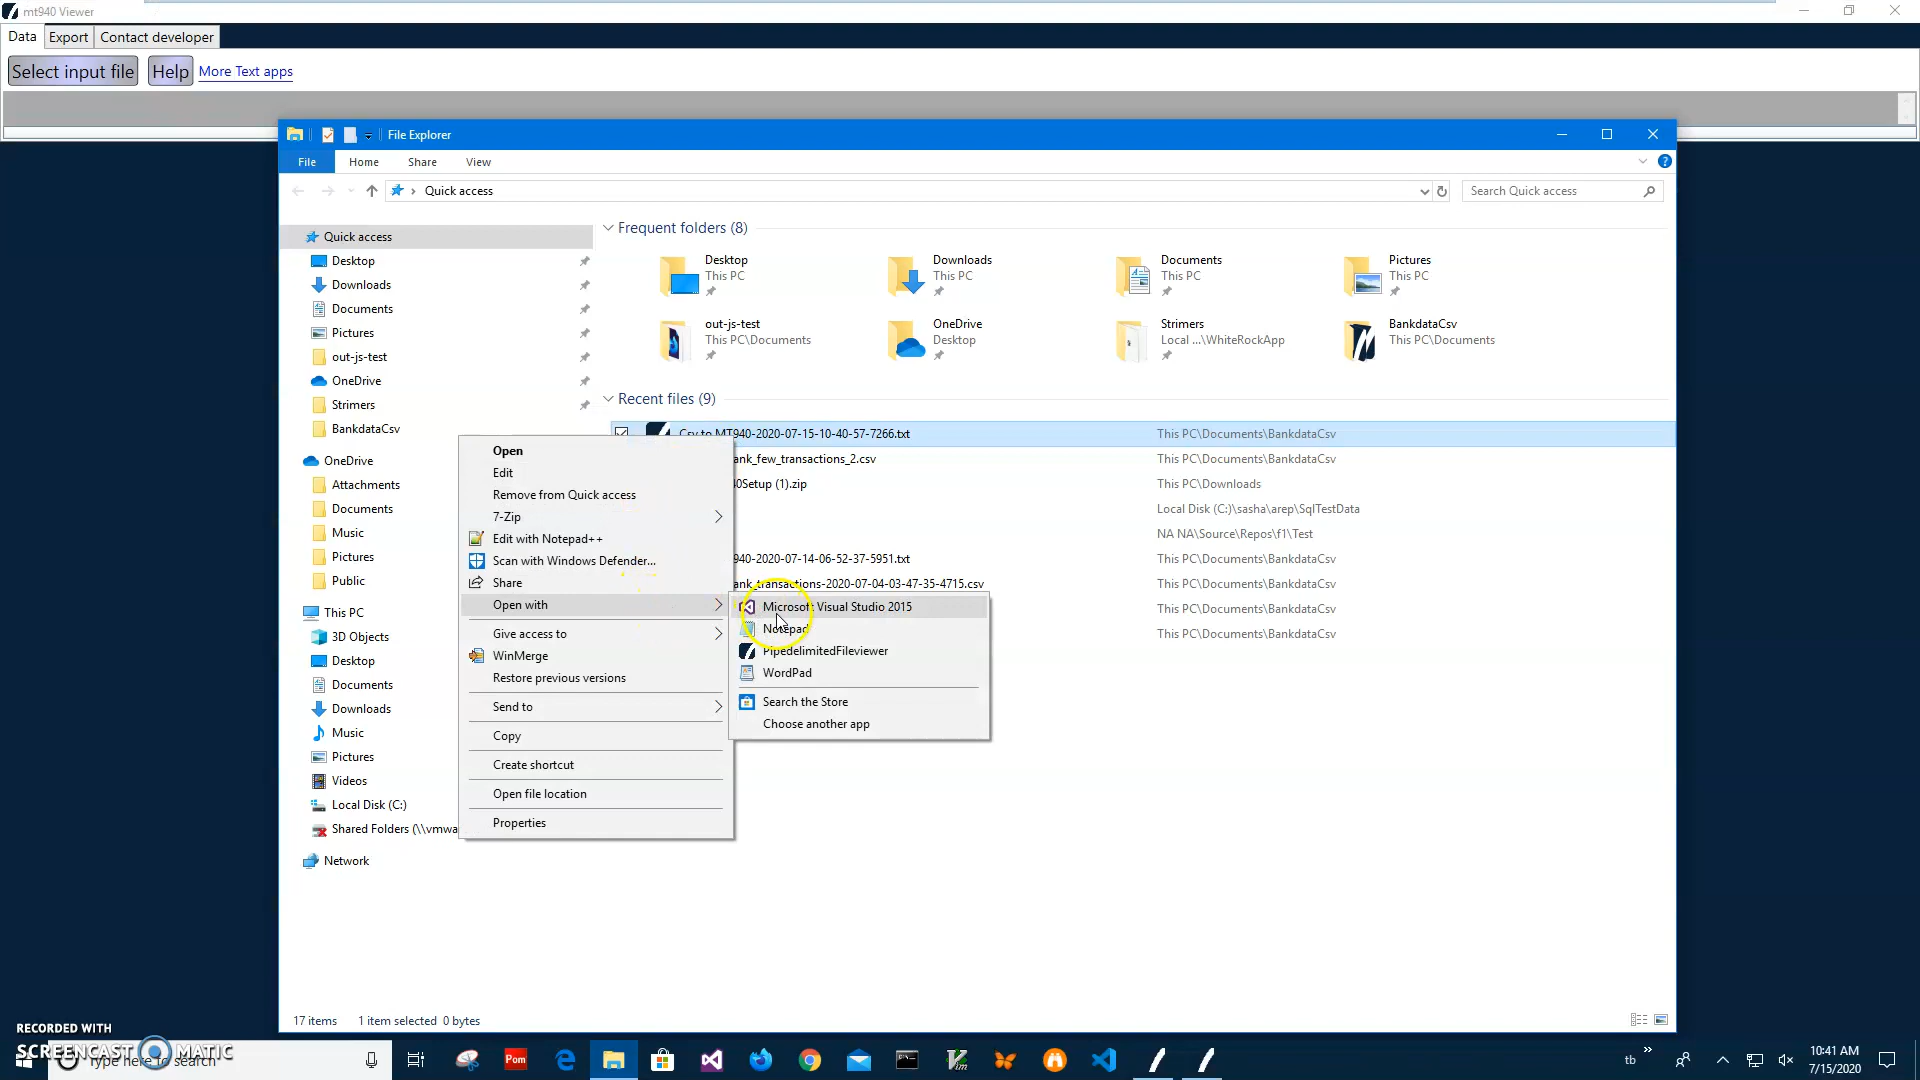 mt940 Viewer
Data Export Contact developer
Select input file Help More Text apps
File Explorer
File Home Share View
Quick access
Search Quick access
Quick access
Desktop
Downloads
Documents
Pictures
out-js-test
OneDrive
Strimers
BankdataCsv
OneDrive
Attachments
Documents
Music
Pictures
Public
This PC
3D Objects
Desktop
Documents
Downloads
Music
Pictures
Videos
Local Disk (C:)
Shared Folders (\\vmwa
Network
Frequent folders (8)
Desktop
This PC
Downloads
This PC
Documents
This PC
Pictures
This PC
out-js-test
This PC\Documents
OneDrive
Desktop
Strimers
Local ...\WhiteRockApp
BankdataCsv
This PC\Documents
Recent files (9)
Csv to MT940-2020-07-15-10-40-57-7266.txt This PC\Documents\BankdataCsv
ank_few_transactions_2.csv This PC\Documents\BankdataCsv
40Setup (1).zip This PC\Downloads
Local Disk (C:)\sasha\arep\SqlTestData
NA NA\Source\Repos\f1\Test
940-2020-07-14-06-52-37-5951.txt This PC\Documents\BankdataCsv
ank_transactions-2020-07-04-03-47-35-4715.csv This PC\Documents\BankdataCsv
This PC\Documents\BankdataCsv
This PC\Documents\BankdataCsv
Open
Edit
Remove from Quick access
7-Zip
Edit with Notepad++
Scan with Windows Defender...
Share
Open with
Give access to
WinMerge
Restore previous versions
Send to
Copy
Create shortcut
Open file location
Properties
Microsoft Visual Studio 2015
Notepad
PipedelimitedFileviewer
WordPad
Search the Store
Choose another app
17 items 1 item selected 0 bytes
RECORDED WITH
SCREENCAST MATIC
Type here to search
Pom
Vim
tb
10:41 AM
7/15/2020